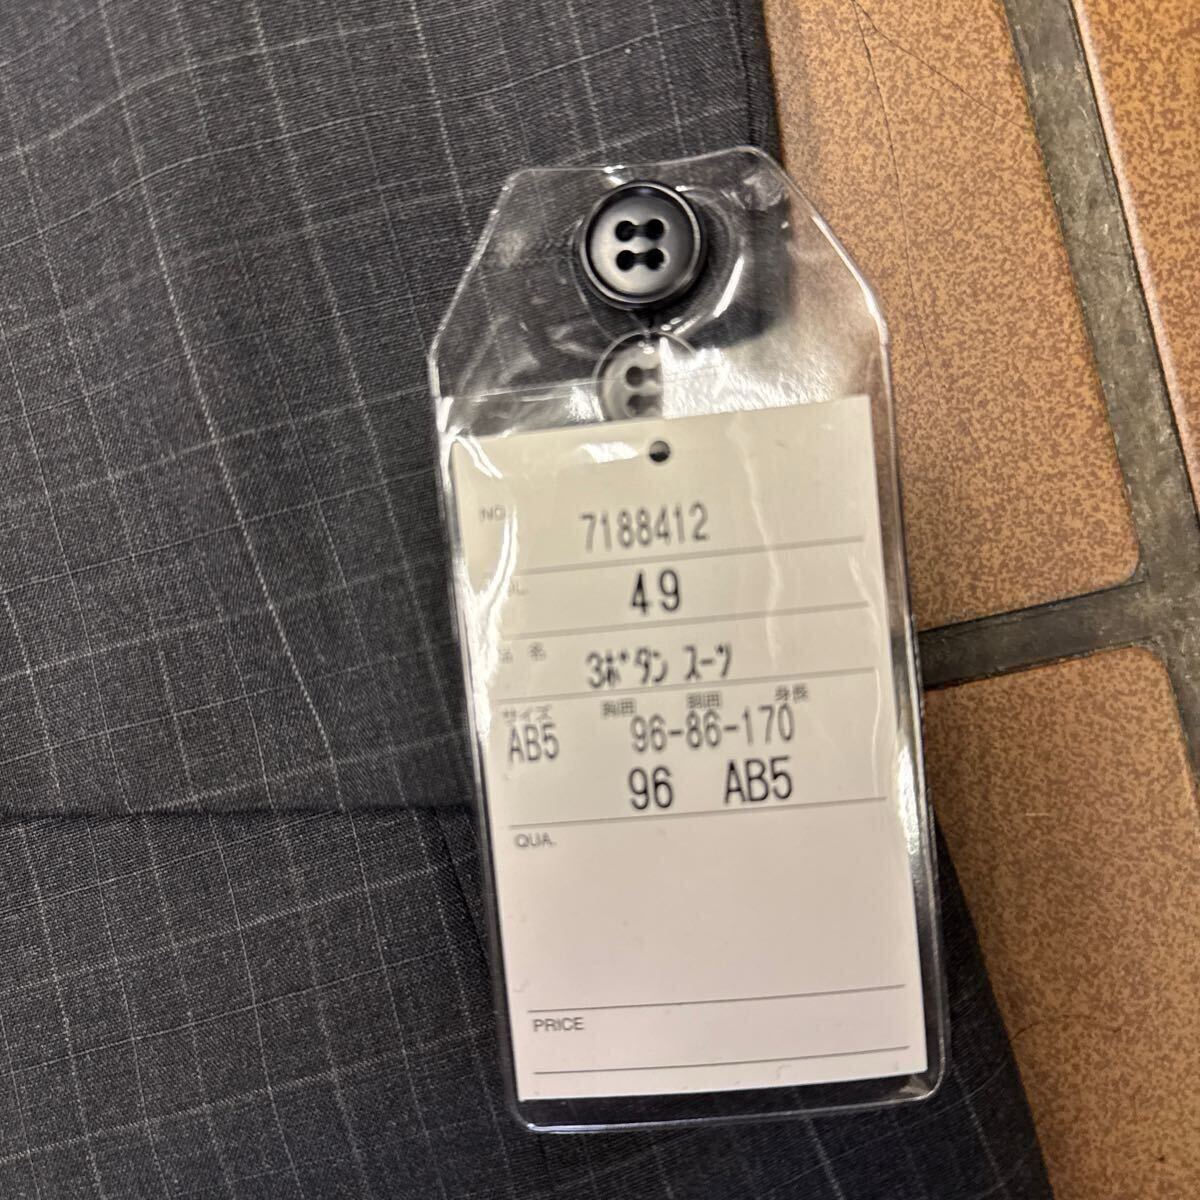 NO. 7188412
49
品 名 3ボタン スーツ
サイズ 胸囲 胴囲 身長
AB5 96-86-170
96 AB5
QUA.
PRICE